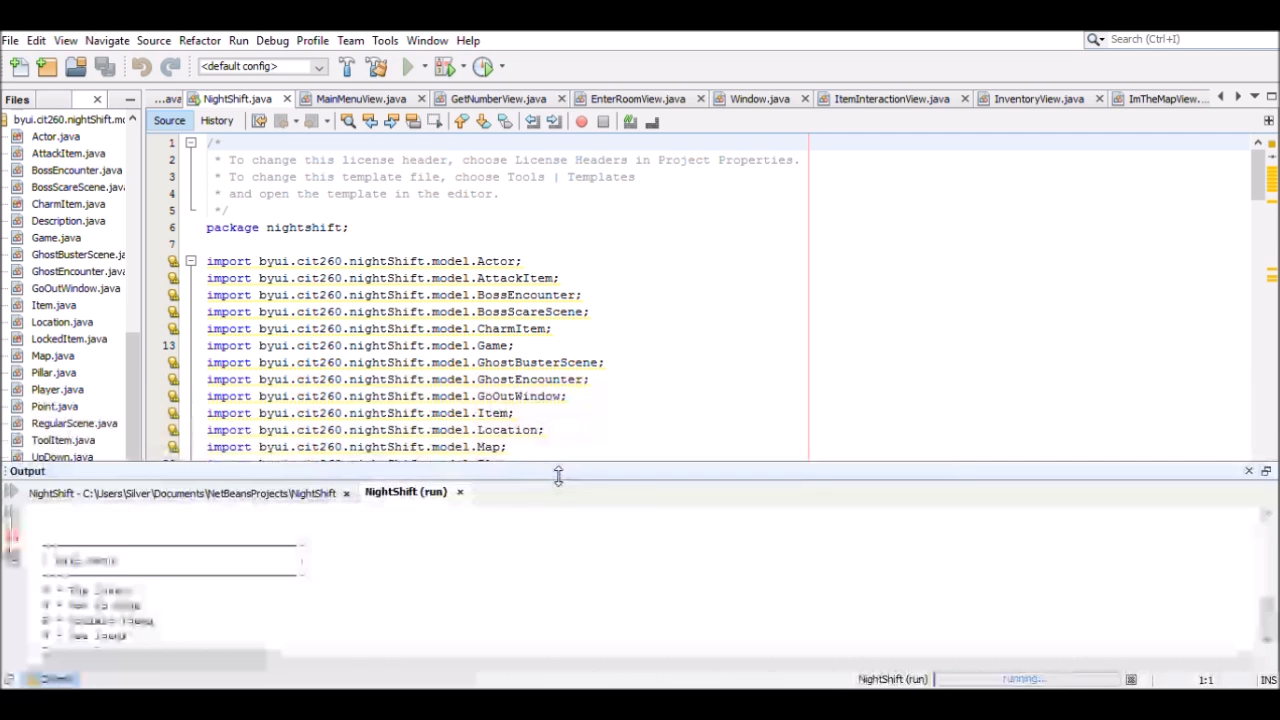 File Edit View Navigate Source Refactor Run Debug Profile Team Tools Window Help
Search (Ctrl+I)
<default config>
Files
...ava NightShift.java MainMenuView.java GetNumberView.java EnterRoomView.java Window.java ItemInteractionView.java InventoryView.java ImTheMapView....
byui.cit260.nightShift.mo
Source History
Actor.java
AttackItem.java
BossEncounter.java
BossScareScene.java
CharmItem.java
Description.java
Game.java
GhostBusterScene.ja
GhostEncounter.java
GoOutWindow.java
Item.java
Location.java
LockedItem.java
Map.java
Pillar.java
Player.java
Point.java
RegularScene.java
ToolItem.java
UpDown.java
1 /*
2 * To change this license header, choose License Headers in Project Properties.
3 * To change this template file, choose Tools | Templates
4 * and open the template in the editor.
5 */
6 package nightshift;
7
import byui.cit260.nightShift.model.Actor;
import byui.cit260.nightShift.model.AttackItem;
import byui.cit260.nightShift.model.BossEncounter;
import byui.cit260.nightShift.model.BossScareScene;
import byui.cit260.nightShift.model.CharmItem;
13 import byui.cit260.nightShift.model.Game;
import byui.cit260.nightShift.model.GhostBusterScene;
import byui.cit260.nightShift.model.GhostEncounter;
import byui.cit260.nightShift.model.GoOutWindow;
import byui.cit260.nightShift.model.Item;
import byui.cit260.nightShift.model.Location;
import byui.cit260.nightShift.model.Map;
Output
NightShift - C:\Users\Silver\Documents\NetBeansProjects\NightShift NightShift (run)
NightShift (run) running... 1:1 INS